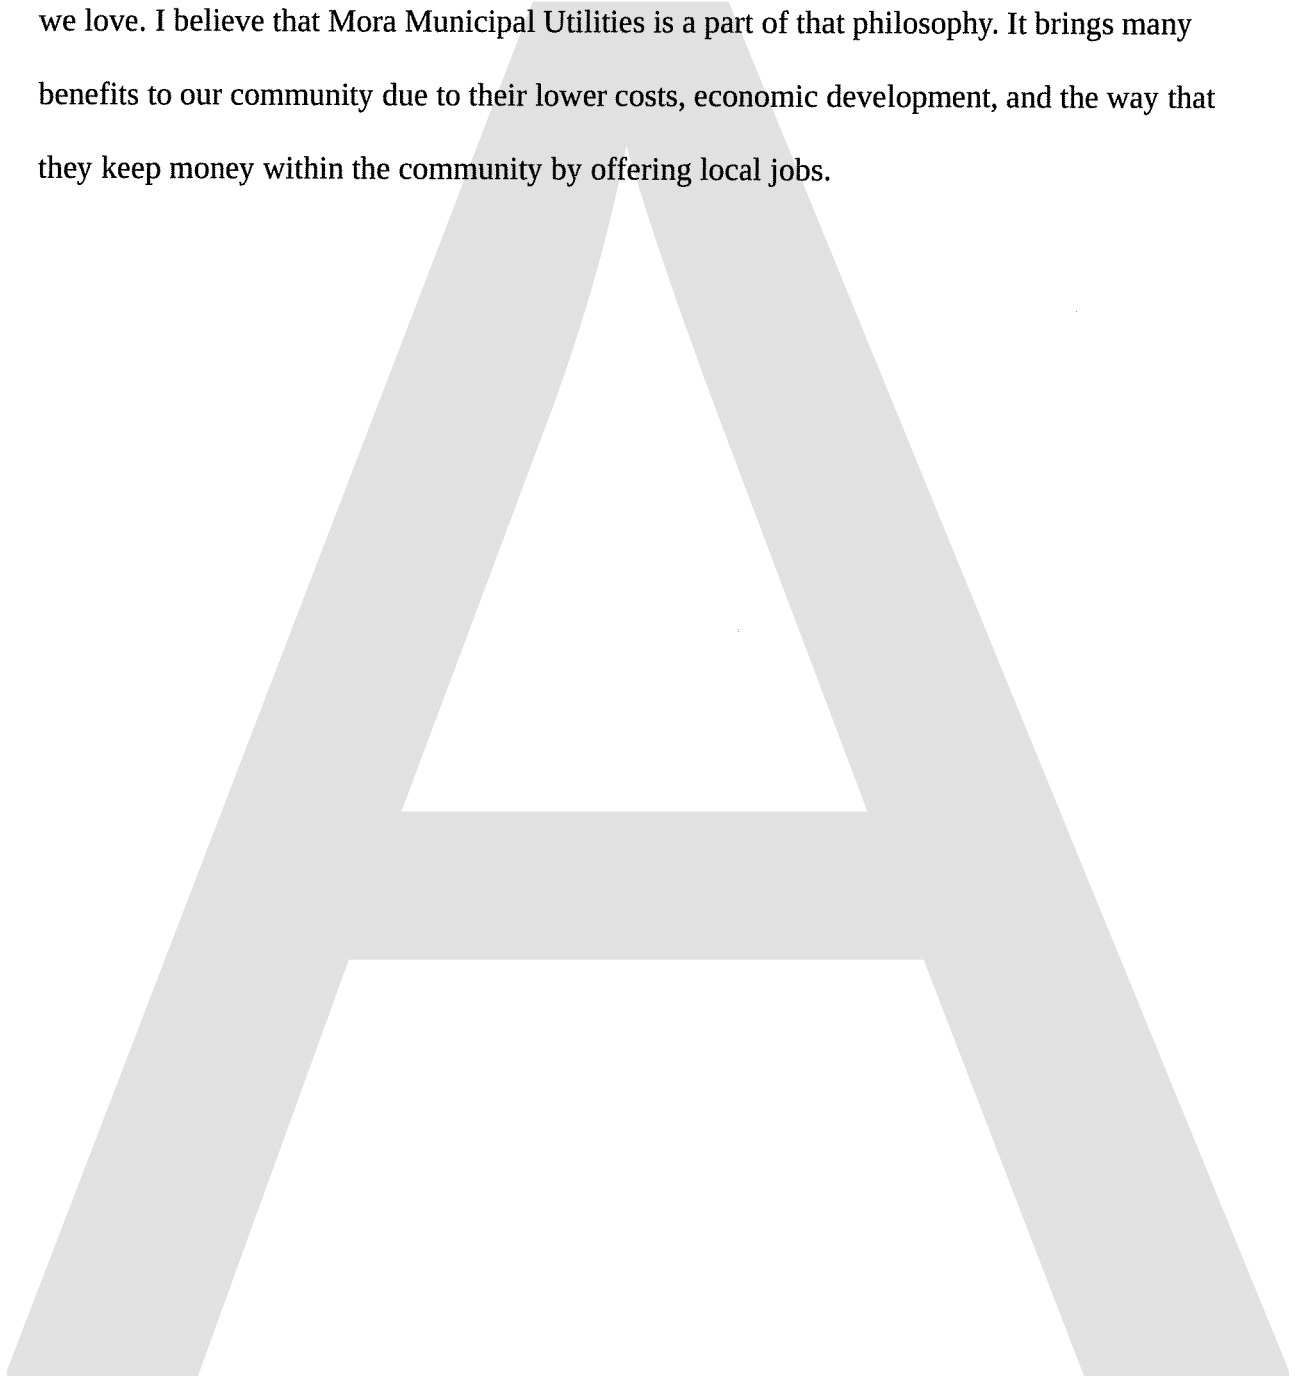 we love. I believe that Mora Municipal Utilities is a part of that philosophy. It brings many
benefits to our community due to their lower costs, economic development, and the way that
they keep money within the community by offering local jobs.
A